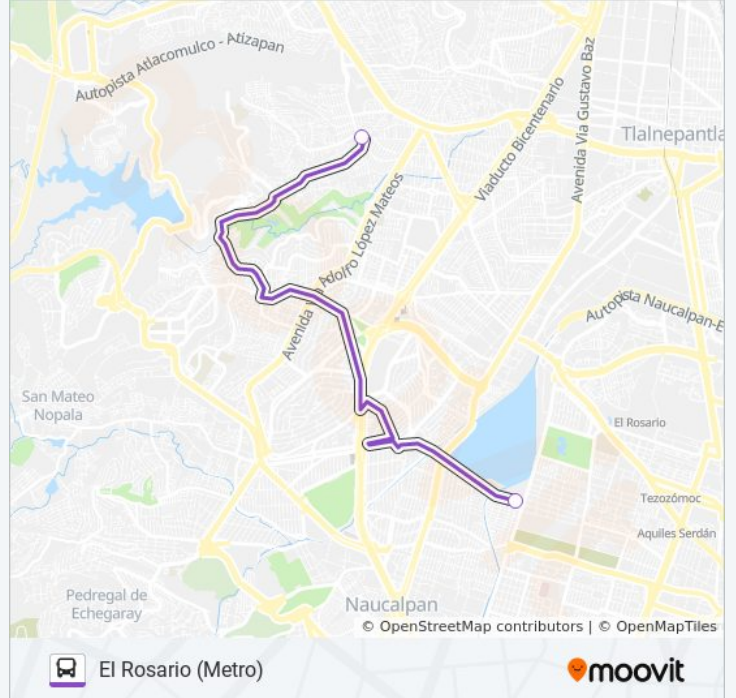 Autopista Atlacomulco - Atizapan
Tlalnepantla
Avenida Via Gustavo Baz
Viaducto Bicentenario
Avenida Vía Adolfo López Mateos
Autopista Naucalpan-E
San Mateo
Nopala
El Rosario
Tezozómoc
Aquiles Serdán
Pedregal de
Echegaray
Naucalpan
© OpenStreetMap contributors | © OpenMapTiles
El Rosario (Metro)
moovit